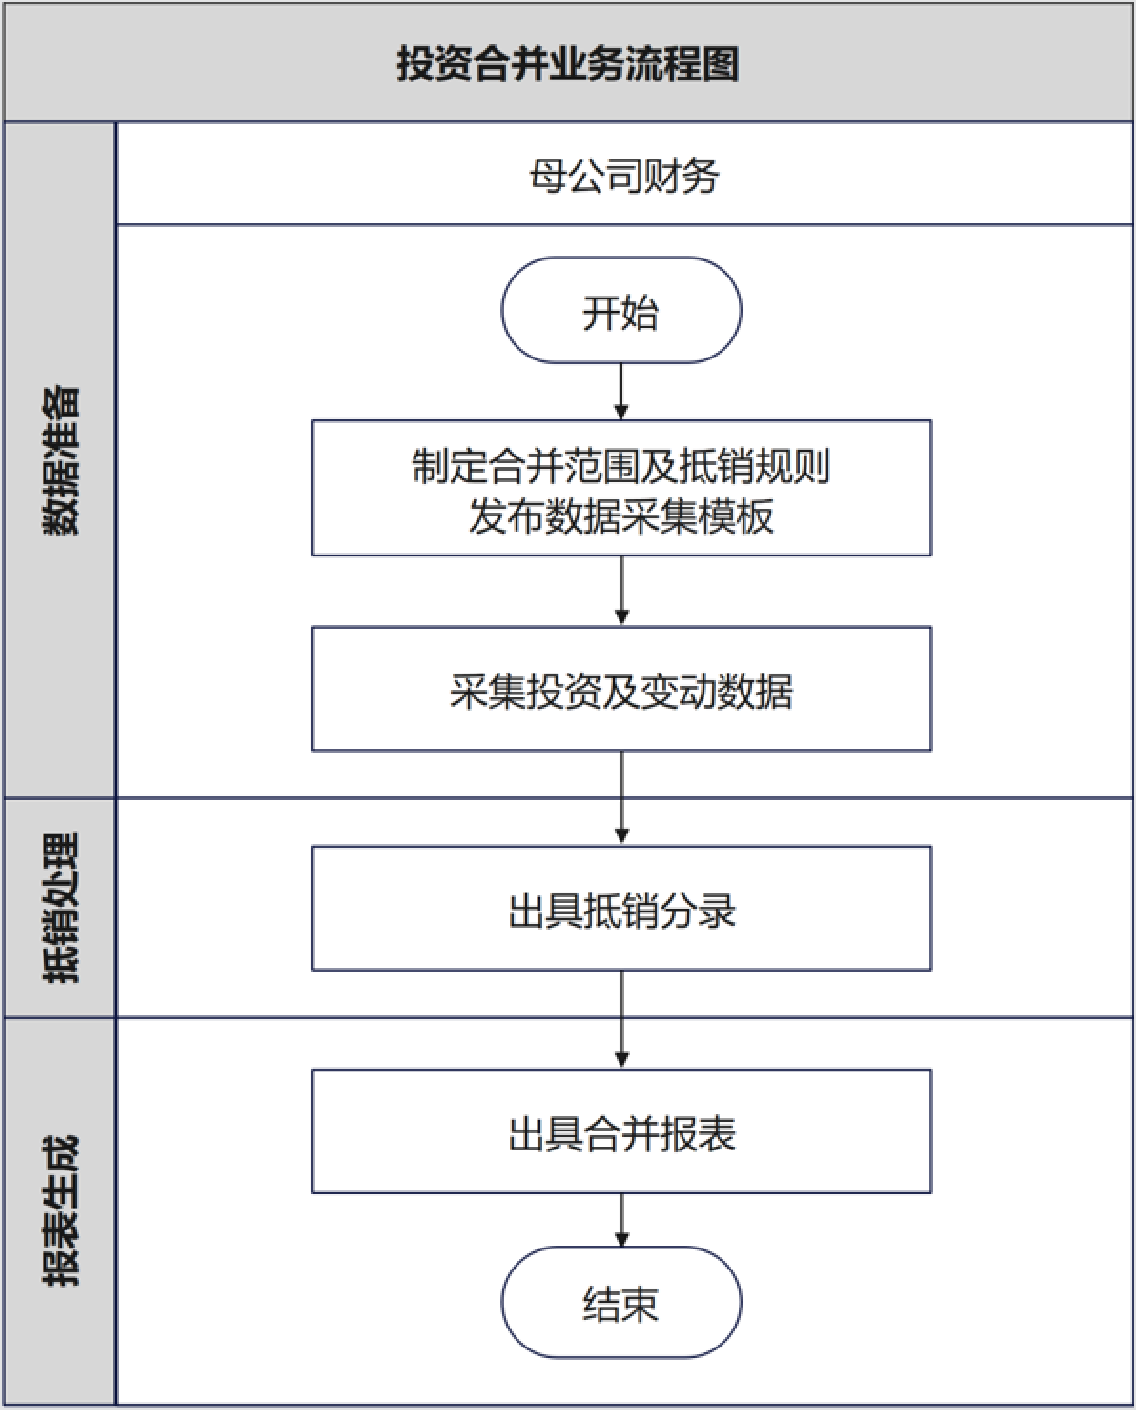 投资合并业务流程图
母公司财务
数据准备
开始
制定合并范围及抵销规则
发布数据采集模板
采集投资及变动数据
抵销处理
出具抵销分录
报表生成
出具合并报表
结束